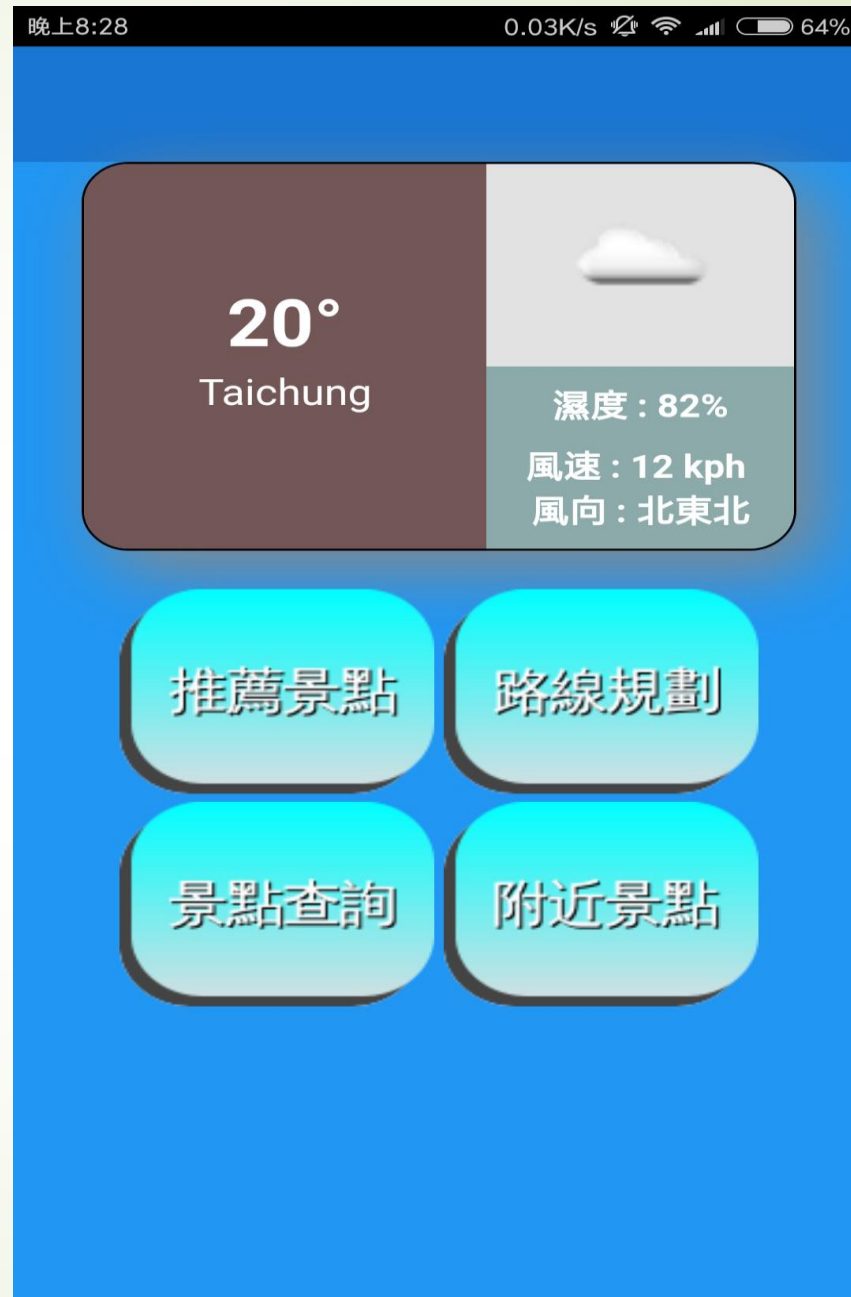 晚上8:28 0.03K/s 64%
20°
Taichung
濕度 : 82%
風速 : 12 kph
風向 : 北東北
推薦景點 路線規劃
景點查詢 附近景點